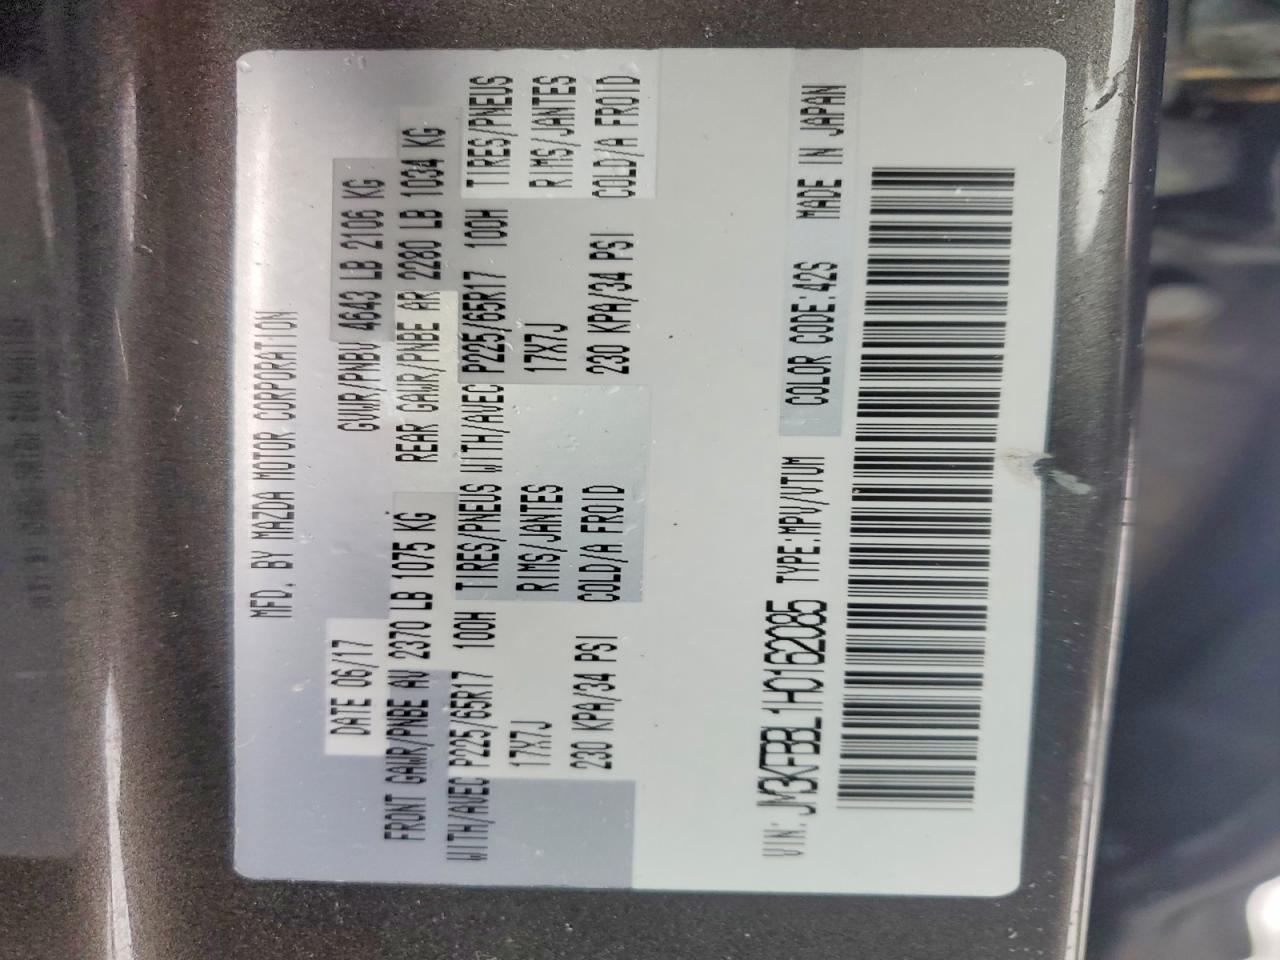 MFD. BY MAZDA MOTOR CORPORATION
DATE 06/17 GWWR/PNBV 4643 LB 2106 KG
FRONT GAWR/PNBE AV 2370 LB 1075 KG REAR GAWR/PNBE AR 2280 LB 1034 KG
WITH/AVEC P225/65R17 100H TIRES/PNEUS WITH/AVEC P225/65R17 100H TIRES/PNEUS
17X7J RIMS/JANTES 17X7J RIMS/JANTES
230 KPA/34 PSI COLD/A FROID 230 KPA/34 PSI COLD/A FROID
VIN: JM3KFBBL1H0162085 TYPE:MPV/VTUM COLOR CODE:42S MADE IN JAPAN